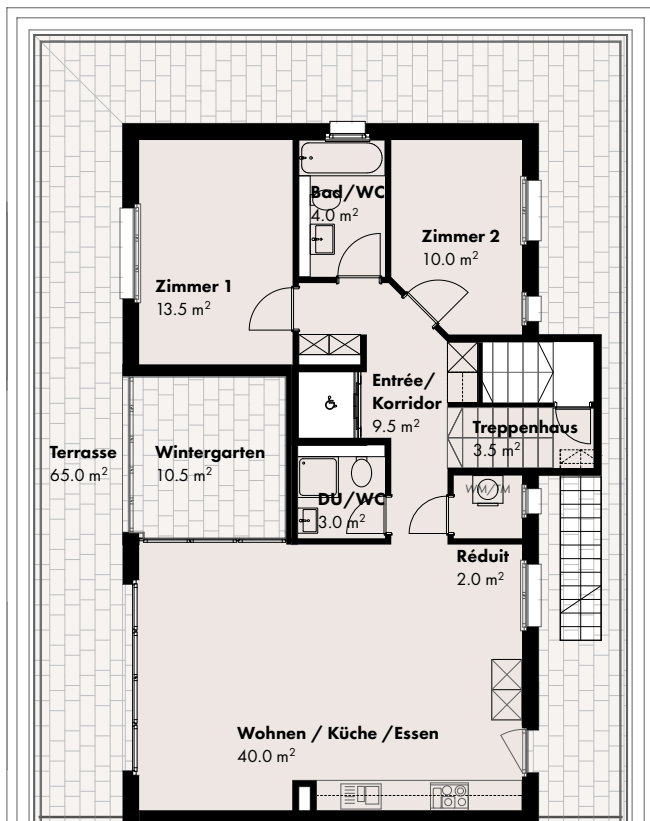 Bad/WC
4.0 m²
Zimmer 2
10.0 m²
Zimmer 1
13.5 m²
Entrée/
Korridor
9.5 m²
Treppenhaus
3.5 m²
Terrasse
65.0 m²
Wintergarten
10.5 m²
DU/WC
3.0 m²
WM/TM
Réduit
2.0 m²
Wohnen / Küche /Essen
40.0 m²